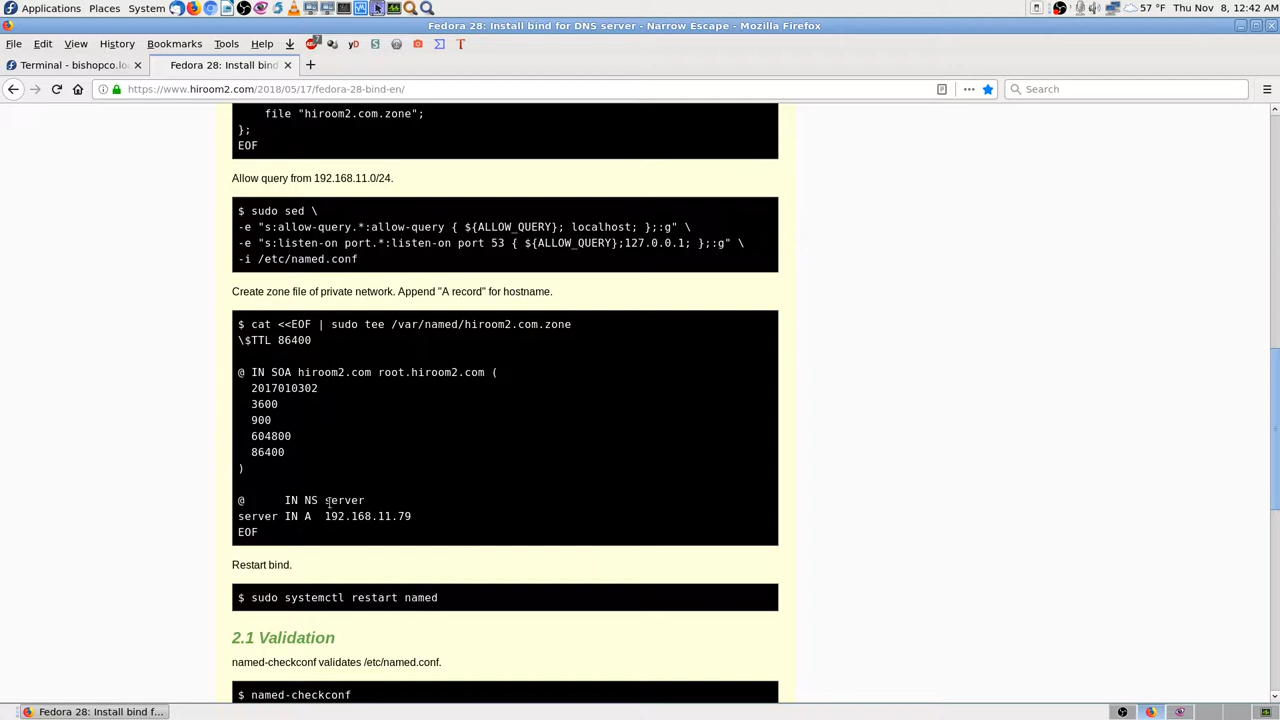 Applications Places System 57 °F Thu Nov 8, 12:42 AM
Fedora 28: Install bind for DNS server - Narrow Escape - Mozilla Firefox
File Edit View History Bookmarks Tools Help
Terminal - bishopco.lo
Fedora 28: Install bind
https://www.hiroom2.com/2018/05/17/fedora-28-bind-en/
Search
file "hiroom2.com.zone";
};
EOF
Allow query from 192.168.11.0/24.
$ sudo sed \
-e "s:allow-query.*:allow-query { ${ALLOW_QUERY}; localhost; };:g" \
-e "s:listen-on port.*:listen-on port 53 { ${ALLOW_QUERY};127.0.0.1; };:g" \
-i /etc/named.conf
Create zone file of private network. Append "A record" for hostname.
$ cat <<EOF | sudo tee /var/named/hiroom2.com.zone
\$TTL 86400
@ IN SOA hiroom2.com root.hiroom2.com (
2017010302
3600
900
604800
86400
)
@ IN NS server
server IN A 192.168.11.79
EOF
Restart bind.
$ sudo systemctl restart named
2.1 Validation
named-checkconf validates /etc/named.conf.
$ named-checkconf
Fedora 28: Install bind f...